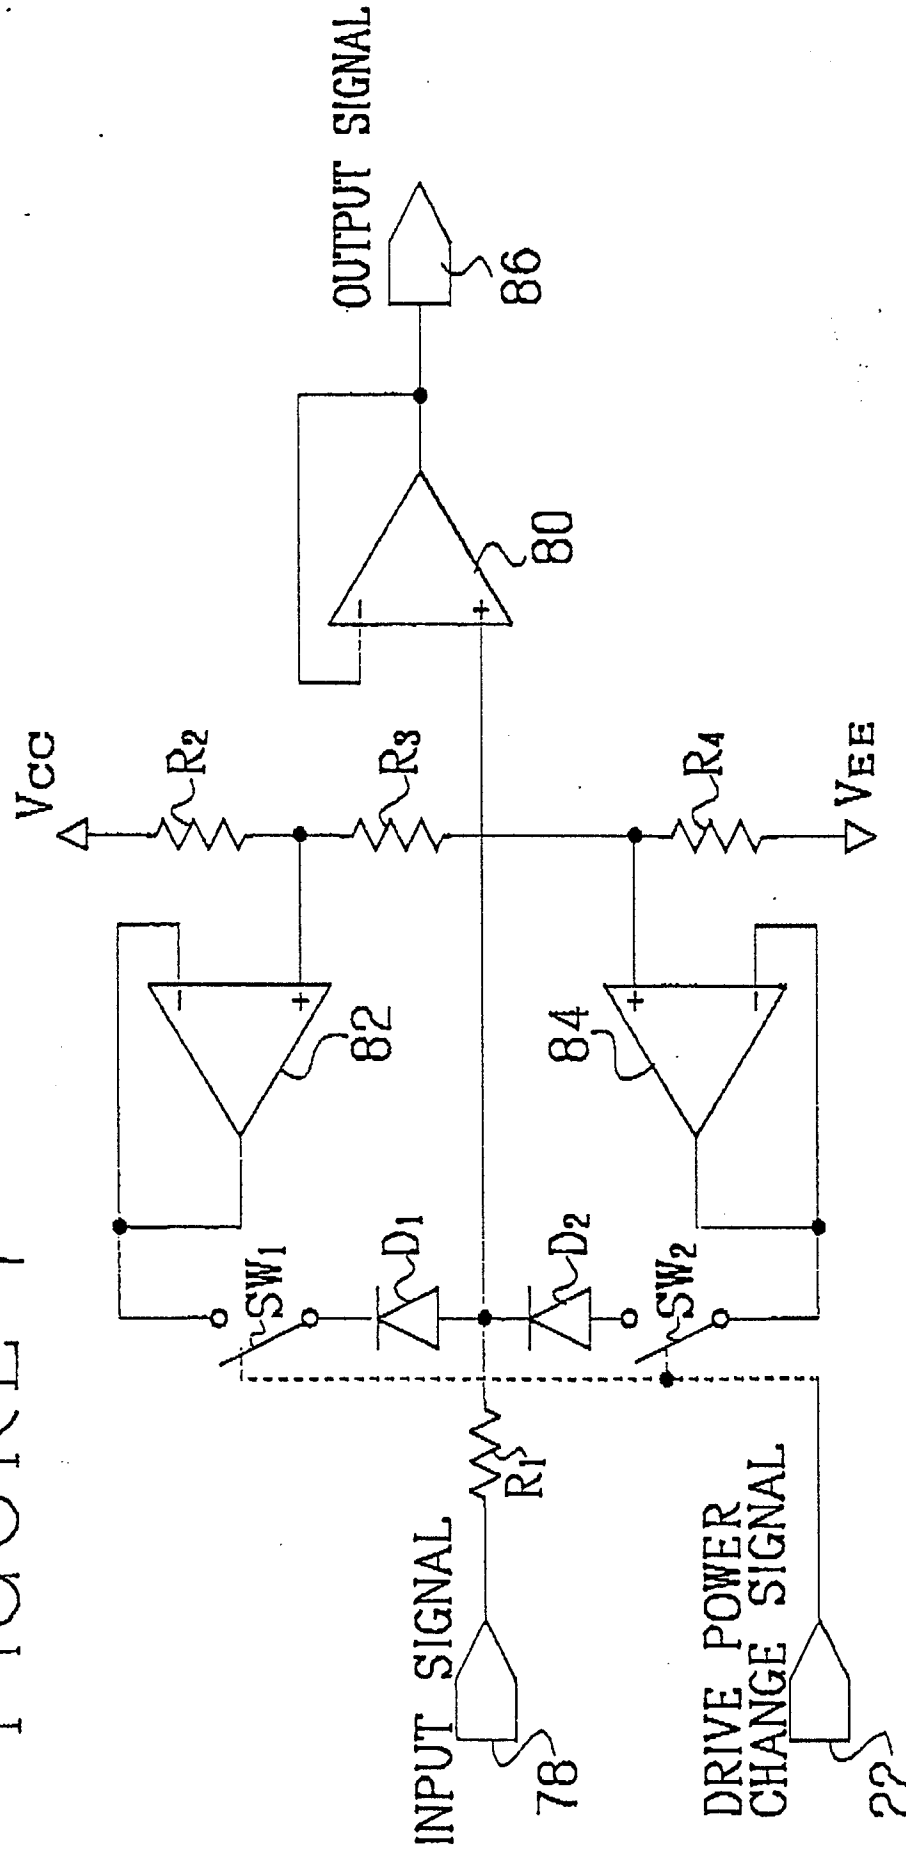 VCC
R2
R3
R4
VEE
OUTPUT SIGNAL
86
80
82
84
SW1
D1
D2
SW2
INPUT SIGNAL
78
R1
DRIVE POWER
CHANGE SIGNAL